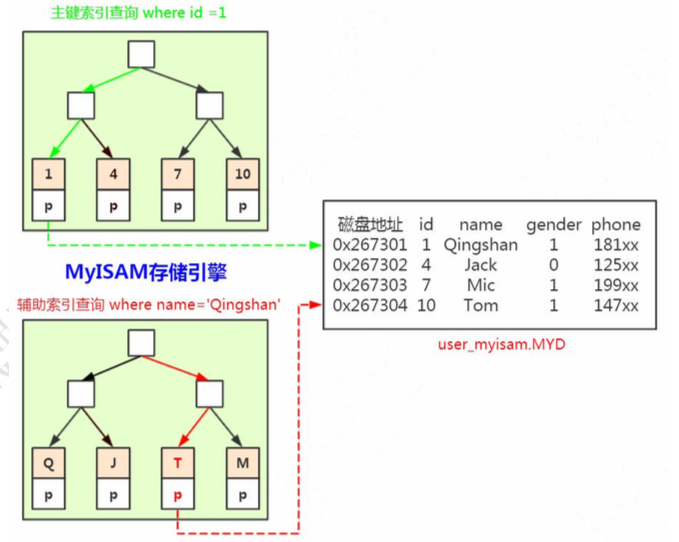 主键索引查询 where id =1
1 4 7 10
p p p p
磁盘地址 id name gender phone
0x267301 1 Qingshan 1 181xx
0x267302 4 Jack 0 125xx
0x267303 7 Mic 1 199xx
0x267304 10 Tom 1 147xx
user_myisam.MYD
MyISAM存储引擎
辅助索引查询 where name='Qingshan'
Q J T M
p p p p